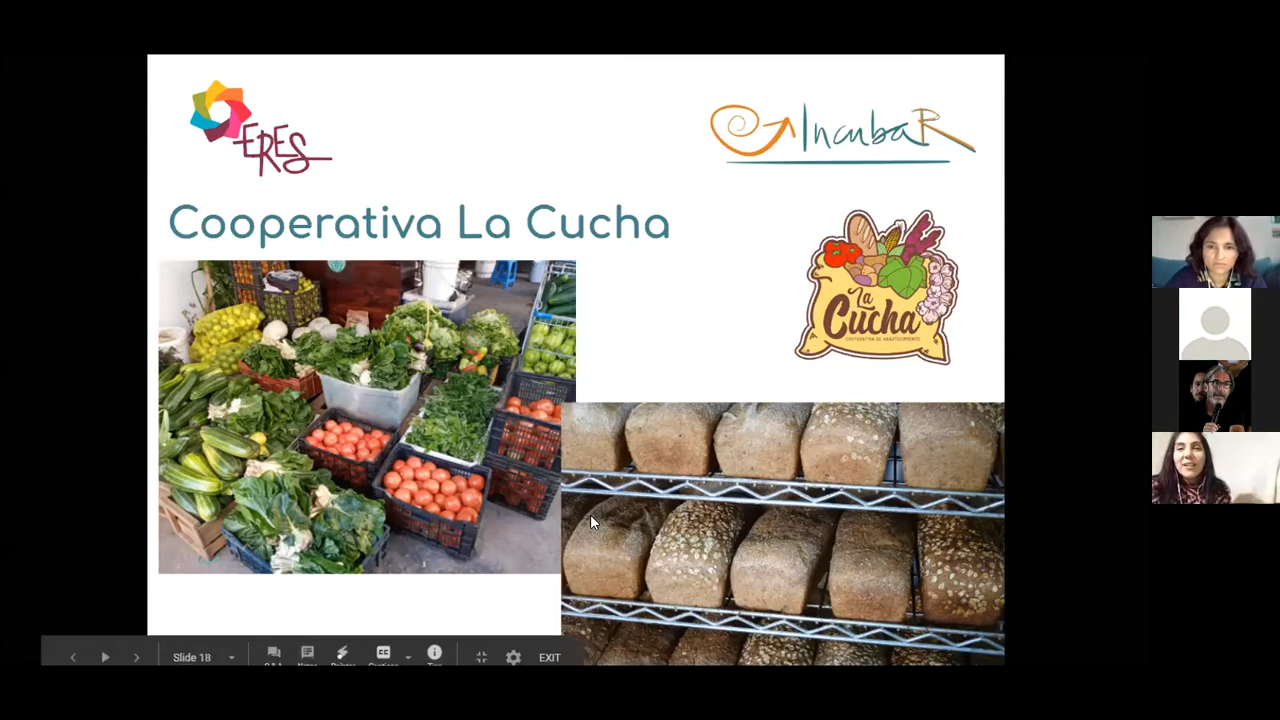 ERES
IncubaR
Cooperativa La Cucha
La
Cucha
COOPERATIVA DE ABASTECIMIENTO
Slide 18
EXIT